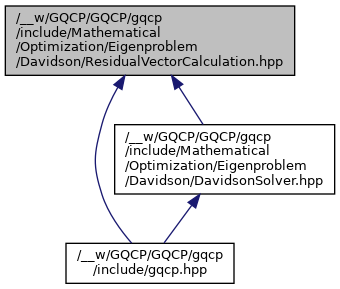 /__w/GQCP/GQCP/gqcp
/include/Mathematical
/Optimization/Eigenproblem
/Davidson/ResidualVectorCalculation.hpp
/__w/GQCP/GQCP/gqcp
/include/Mathematical
/Optimization/Eigenproblem
/Davidson/DavidsonSolver.hpp
/__w/GQCP/GQCP/gqcp
/include/gqcp.hpp